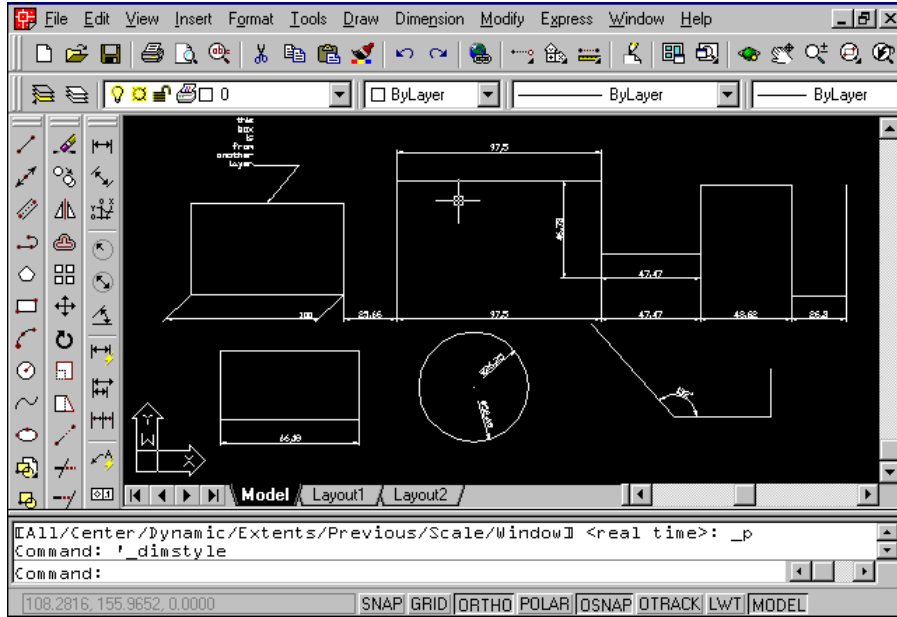 File Edit View Insert Format Tools Draw Dimension Modify Express Window Help
0 ByLayer ByLayer ByLayer
this
box
is
from
another
layer
97,5
46,73
47,47
100 23,66 97,5 47,47 43,62 26,3
66,49
Model Layout1 Layout2
[All/Center/Dynamic/Extents/Previous/Scale/Window] <real time>: _p
Command: '_dimstyle
Command:
108.2816, 155.9652, 0.0000 SNAP GRID ORTHO POLAR OSNAP OTRACK LWT MODEL